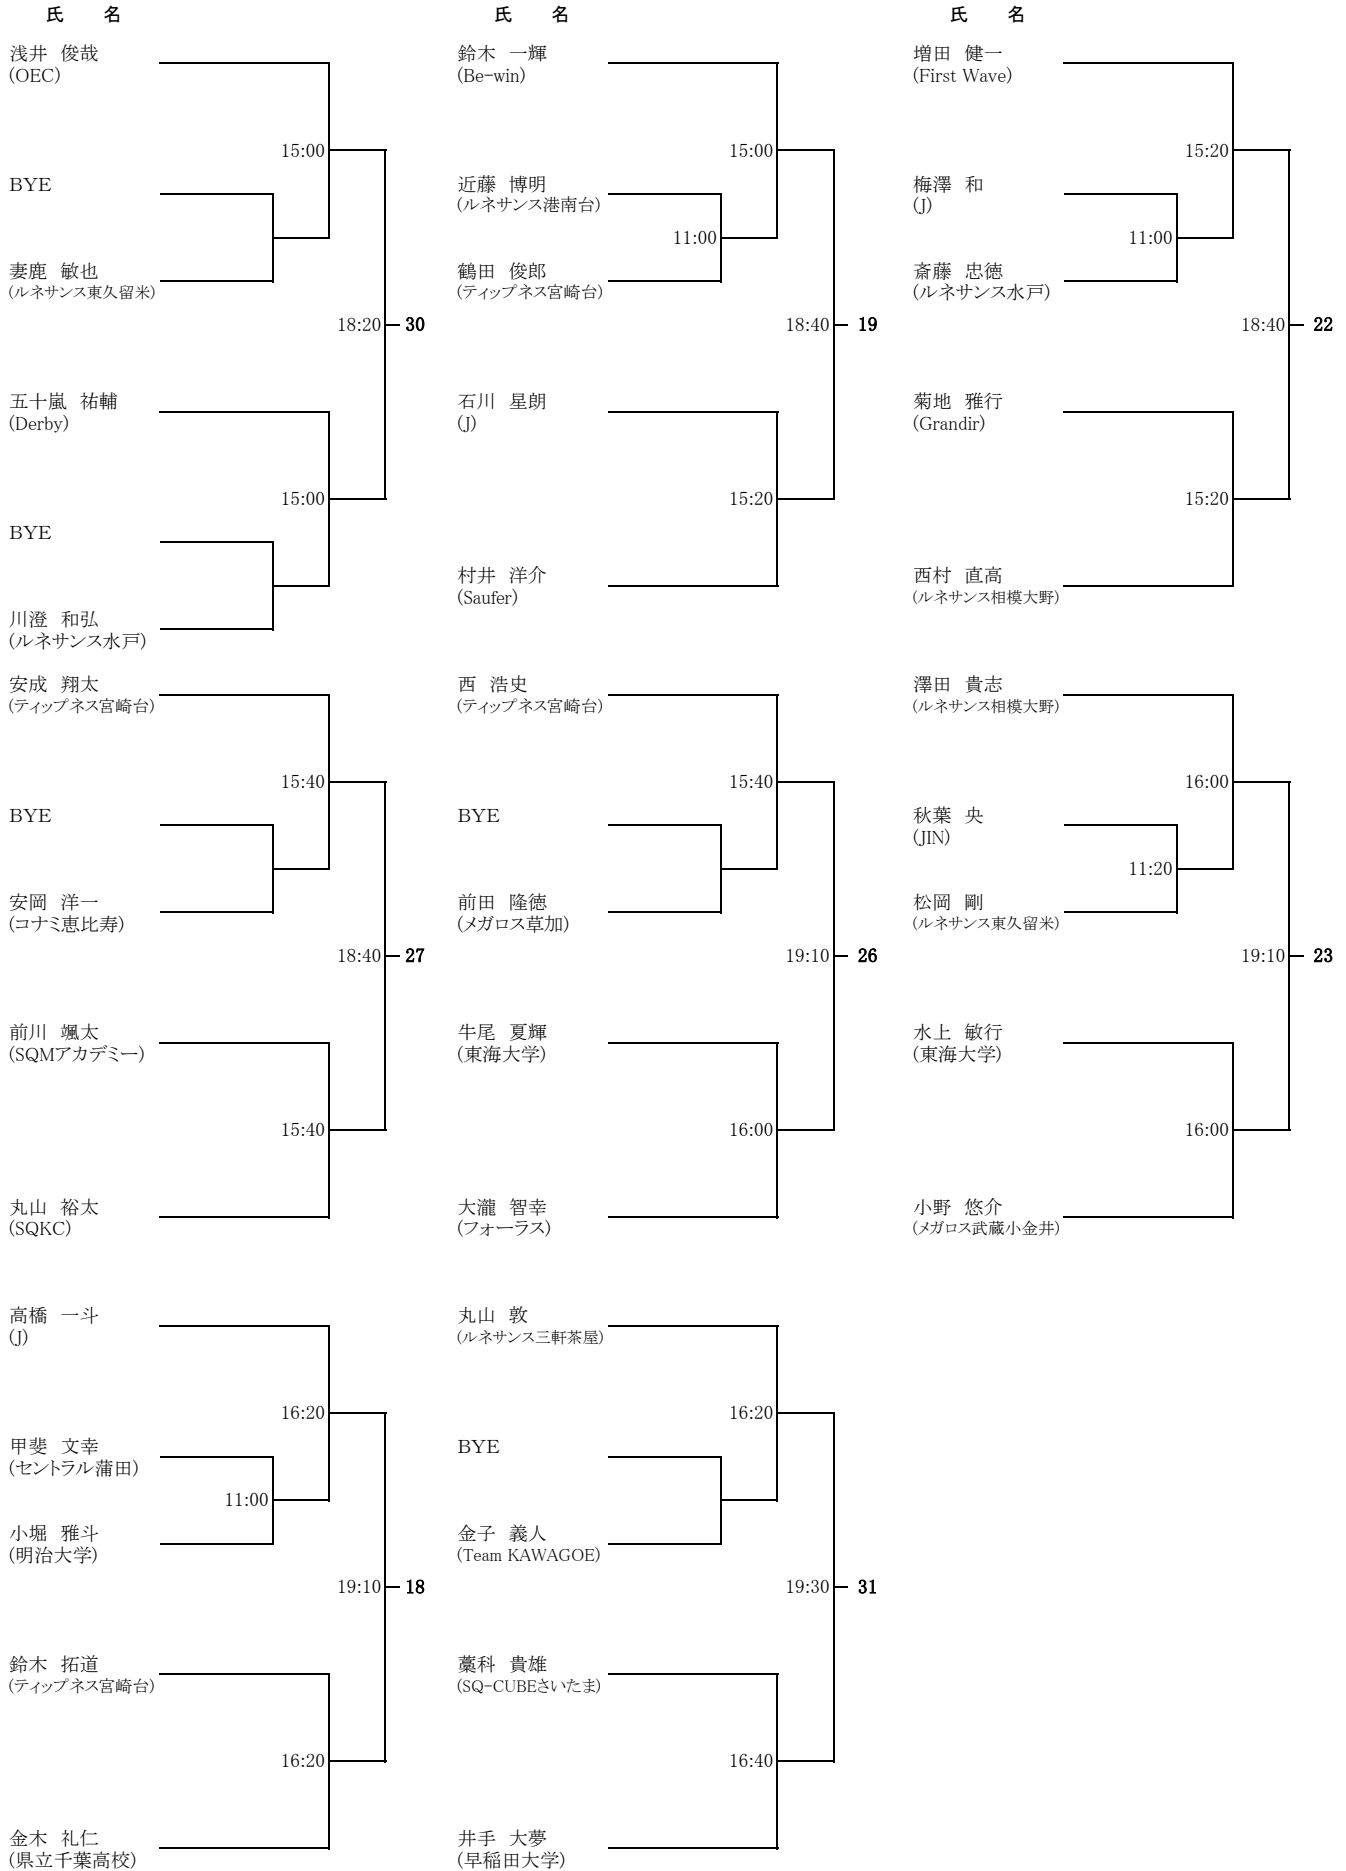 氏　名
浅井 俊哉
(OEC)
15:00
BYE
妻鹿 敏也
(ルネサンス東久留米)
18:20
30
五十嵐 祐輔
(Derby)
15:00
BYE
川澄 和弘
(ルネサンス水戸)
安成 翔太
(ティップネス宮崎台)
15:40
BYE
安岡 洋一
(コナミ恵比寿)
18:40
27
前川 颯太
(SQMアカデミー)
15:40
丸山 裕太
(SQKC)
高橋 一斗
(J)
16:20
甲斐 文幸
(セントラル蒲田)
11:00
小堀 雅斗
(明治大学)
19:10
18
鈴木 拓道
(ティップネス宮崎台)
16:20
金木 礼仁
(県立千葉高校)
氏　名
鈴木 一輝
(Be-win)
15:00
近藤 博明
(ルネサンス港南台)
11:00
鶴田 俊郎
(ティップネス宮崎台)
18:40
19
石川 星朗
(J)
15:20
村井 洋介
(Saufer)
西 浩史
(ティップネス宮崎台)
15:40
BYE
前田 隆徳
(メガロス草加)
19:10
26
牛尾 夏輝
(東海大学)
16:00
大瀧 智幸
(フォーラス)
丸山 敦
(ルネサンス三軒茶屋)
16:20
BYE
金子 義人
(Team KAWAGOE)
19:30
31
藁科 貴雄
(SQ-CUBEさいたま)
16:40
井手 大夢
(早稲田大学)
氏　名
増田 健一
(First Wave)
15:20
梅澤 和
(J)
11:00
斎藤 忠徳
(ルネサンス水戸)
18:40
22
菊地 雅行
(Grandir)
15:20
西村 直高
(ルネサンス相模大野)
澤田 貴志
(ルネサンス相模大野)
16:00
秋葉 央
(JIN)
11:20
松岡 剛
(ルネサンス東久留米)
19:10
23
水上 敏行
(東海大学)
16:00
小野 悠介
(メガロス武蔵小金井)